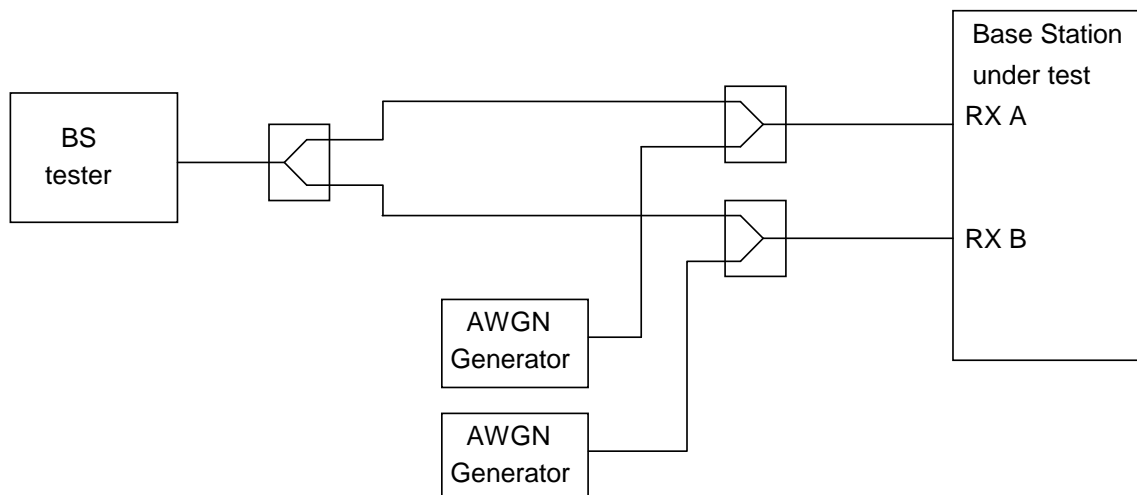 BS
tester
Base Station
under test
RX A
RX B
AWGN
Generator
AWGN
Generator